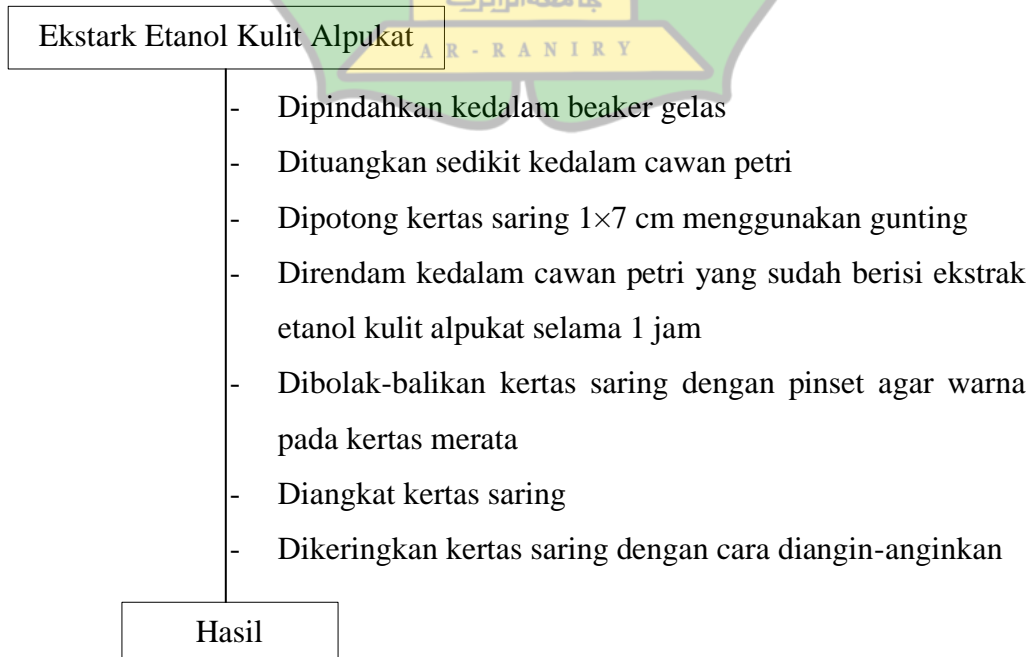 جامعة الرانري
Ekstark Etanol Kulit Alpukat
A R - R A N I R Y
- Dipindahkan kedalam beaker gelas
- Dituangkan sedikit kedalam cawan petri
- Dipotong kertas saring 1×7 cm menggunakan gunting
- Direndam kedalam cawan petri yang sudah berisi ekstrak
etanol kulit alpukat selama 1 jam
- Dibolak-balikan kertas saring dengan pinset agar warna
pada kertas merata
- Diangkat kertas saring
- Dikeringkan kertas saring dengan cara diangin-anginkan
Hasil